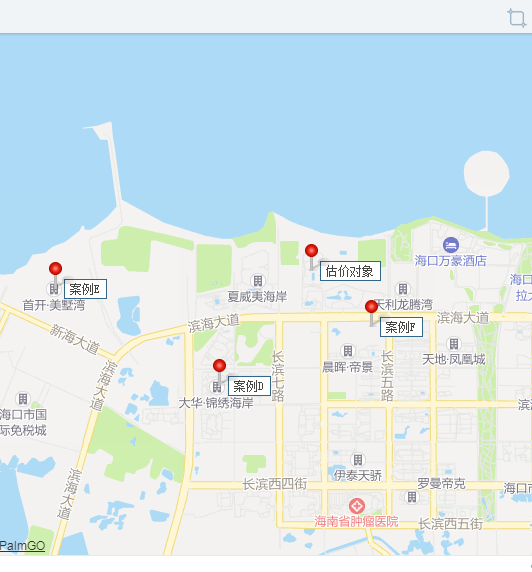 海口万豪酒店
估价对象
案例E
首开·美墅湾
夏威夷海岸
天利龙腾湾
案例F
滨海大道
滨海大道
新海大道
滨海大道
长滨七路
晨晖·帝景
长滨五路
天地·凤凰城
案例D
大华·锦绣海岸
海口市国
际免税城
滨海大道
伊泰天骄
长滨西四街
罗曼帝克
海南省肿瘤医院
长滨西五街
PalmGO